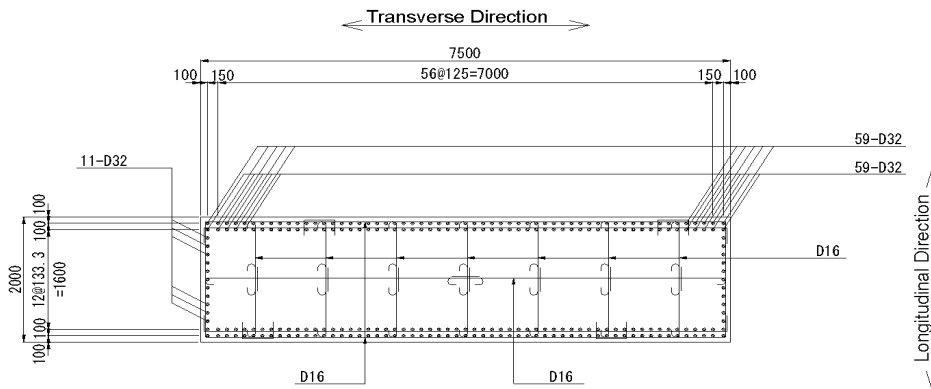 Transverse Direction
7500
100 150 56@125=7000 150 100
59-D32
11-D32
59-D32
100
100
2000
12@133.3
=1600
D16
100 100
D16
D16
Longitudinal Direction